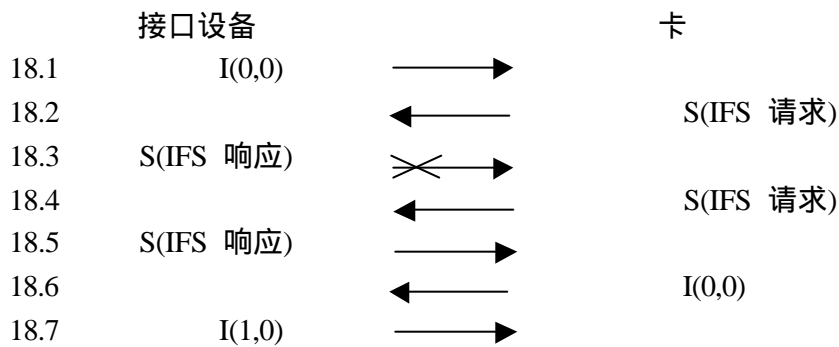 接口设备 卡
18.1 I(0,0)
18.2 S(IFS 请求)
18.3 S(IFS 响应)
18.4 S(IFS 请求)
18.5 S(IFS 响应)
18.6 I(0,0)
18.7 I(1,0)